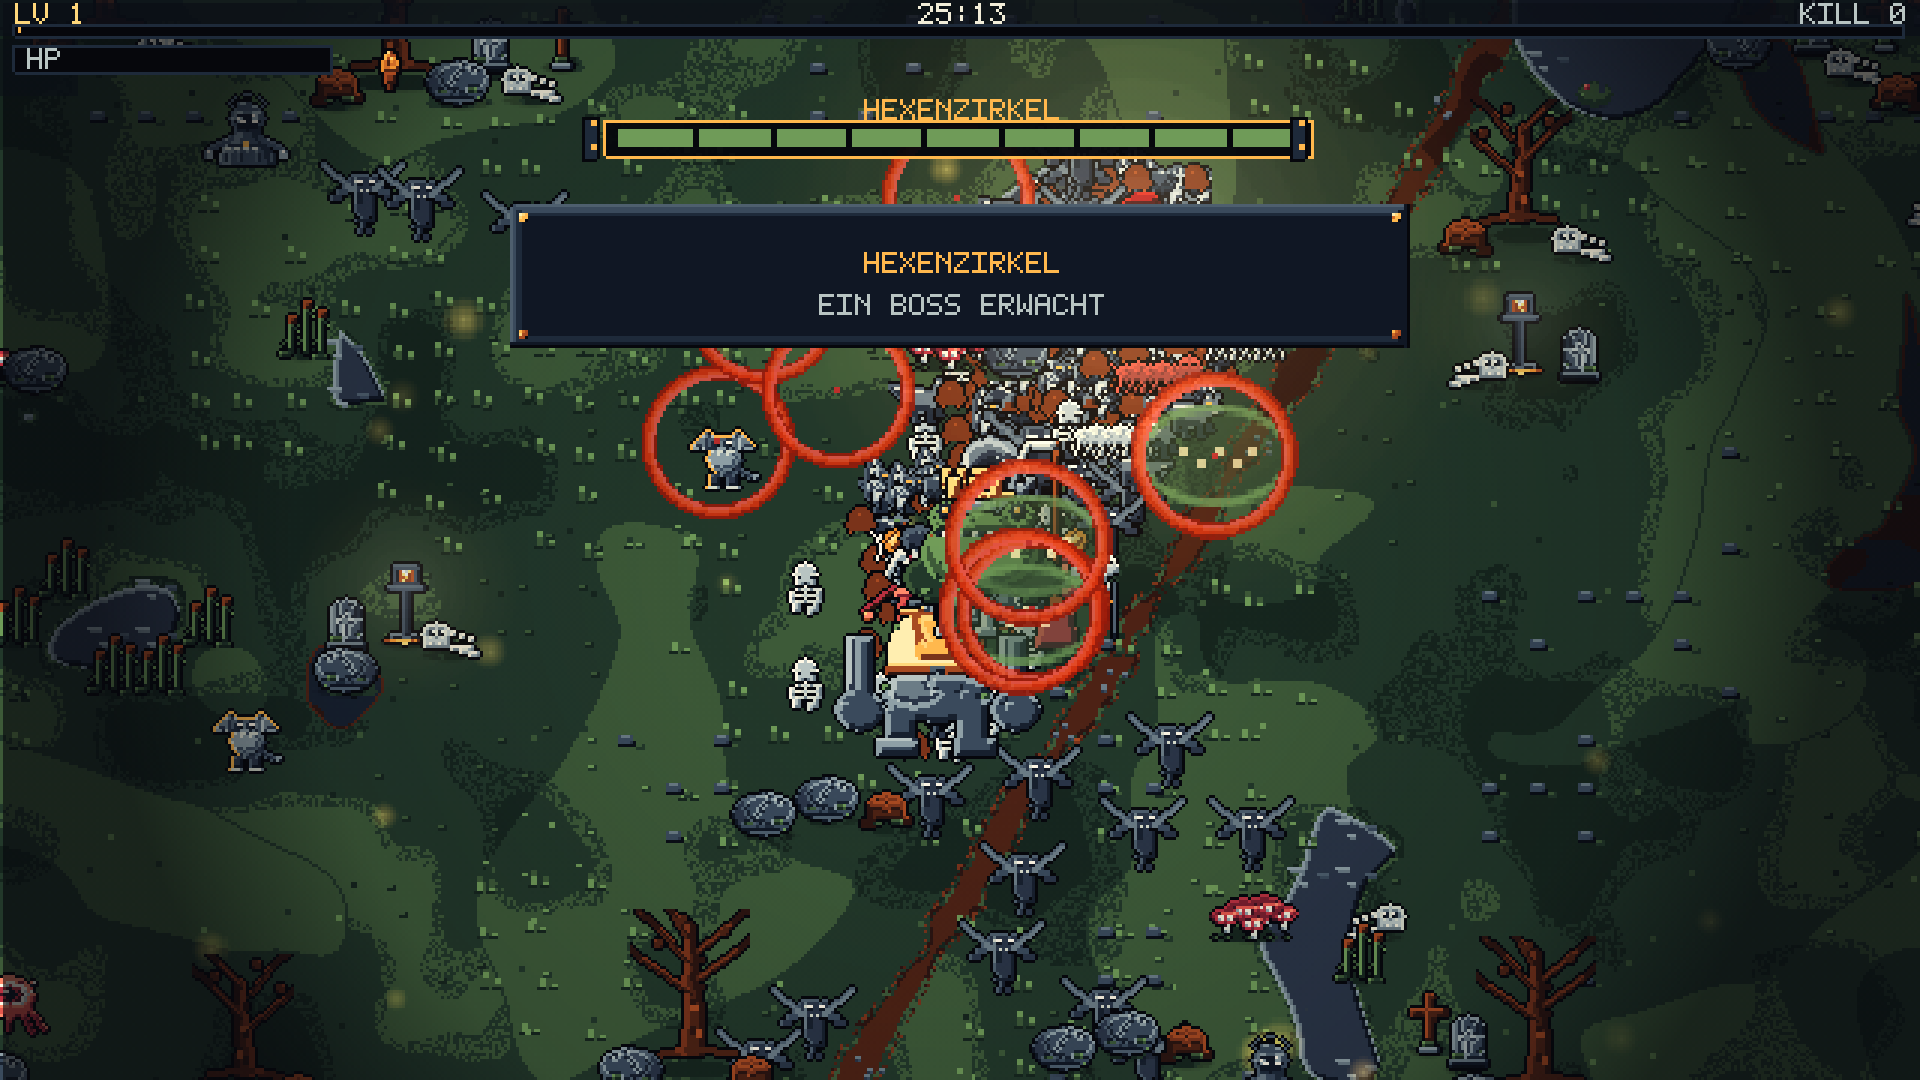 LV 1
25:13
KILL 0
HP
HEXENZIRKEL
HEXENZIRKEL
EIN BOSS ERWACHT